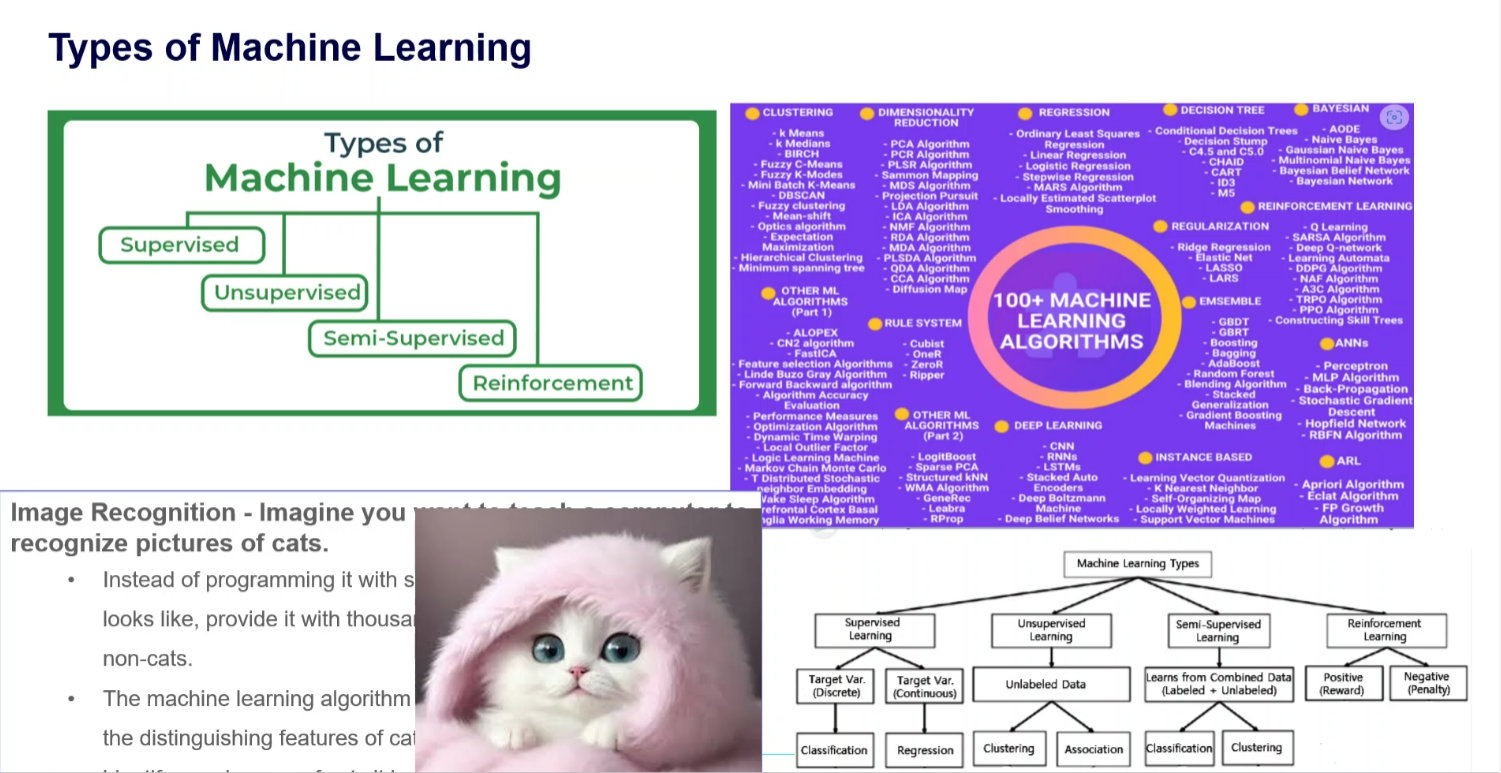 Types of Machine Learning
Types of
Machine Learning
Supervised
Unsupervised
Semi-Supervised
Reinforcement
CLUSTERING
- k Means
- k Medians
- BIRCH
- Fuzzy C-Means
- Fuzzy K-Modes
- Mini Batch K-Means
- DBSCAN
- Fuzzy clustering
- Mean-shift
- Optics algorithm
- Expectation
Maximization
- Hierarchical Clustering
- Minimum spanning tree
DIMENSIONALITY
REDUCTION
- PCA Algorithm
- PCR Algorithm
- PLSR Algorithm
- Sammon Mapping
- MDS Algorithm
- Projection Pursuit
- LDA Algorithm
- ICA Algorithm
- NMF Algorithm
- RDA Algorithm
- MDA Algorithm
- PLSDA Algorithm
- QDA Algorithm
- CCA Algorithm
- Diffusion Map
REGRESSION
- Ordinary Least Squares
Regression
- Linear Regression
- Logistic Regression
- Stepwise Regression
- MARS Algorithm
- Locally Estimated Scatterplot
Smoothing
DECISION TREE
- Conditional Decision Trees
- Decision Stump
- C4.5 and C5.0
- CHAID
- CART
- ID3
- M5
BAYESIAN
- AODE
- Naive Bayes
- Gaussian Naive Bayes
- Multinomial Naive Bayes
- Bayesian Belief Network
- Bayesian Network
REINFORCEMENT LEARNING
- Q Learning
- SARSA Algorithm
- Deep Q-network
- Learning Automata
- DDPG Algorithm
- NAF Algorithm
- A3C Algorithm
- TRPO Algorithm
- PPO Algorithm
- Constructing Skill Trees
REGULARIZATION
- Ridge Regression
- Elastic Net
- LASSO
- LARS
100+ MACHINE
LEARNING
ALGORITHMS
EMSEMBLE
- GBDT
- GBRT
- Boosting
- Bagging
- AdaBoost
- Random Forest
- Blending Algorithm
- Stacked
Generalization
- Gradient Boosting
Machines
ANNs
- Perceptron
- MLP Algorithm
- Back-Propagation
- Stochastic Gradient
Descent
- Hopfield Network
- RBFN Algorithm
OTHER ML
ALGORITHMS
(Part 1)
- ALOPEX
- CN2 algorithm
- FastICA
- Feature selection Algorithms
- Linde Buzo Gray Algorithm
- Forward Backward algorithm
- Algorithm Accuracy
Evaluation
- Performance Measures
- Optimization Algorithm
- Dynamic Time Warping
- Local Outlier Factor
- Logic Learning Machine
- Markov Chain Monte Carlo
- T Distributed Stochastic
neighbor Embedding
Wake Sleep Algorithm
refrontal Cortex Basal
nglia Working Memory
RULE SYSTEM
- Cubist
- OneR
- ZeroR
- Ripper
OTHER ML
ALGORITHMS
(Part 2)
- LogitBoost
- Sparse PCA
- Structured kNN
- WMA Algorithm
- GeneRec
- Leabra
- RProp
DEEP LEARNING
- CNN
- RNNs
- LSTMs
- Stacked Auto
Encoders
- Deep Boltzmann
Machine
- Deep Belief Networks
INSTANCE BASED
- Learning Vector Quantization
- K Nearest Neighbor
- Self-Organizing Map
- Locally Weighted Learning
- Support Vector Machines
ARL
- Apriori Algorithm
- Eclat Algorithm
- FP Growth
Algorithm
Image Recognition - Imagine you
recognize pictures of cats.
• Instead of programming it with s
looks like, provide it with thousa
non-cats.
• The machine learning algorithm
the distinguishing features of cat
Machine Learning Types
Supervised
Learning
Unsupervised
Learning
Semi-Supervised
Learning
Reinforcement
Learning
Target Var.
(Discrete)
Target Var.
(Continuous)
Unlabeled Data
Learns from Combined Data
(Labeled + Unlabeled)
Positive
(Reward)
Negative
(Penalty)
Classification
Regression
Clustering
Association
Classification
Clustering